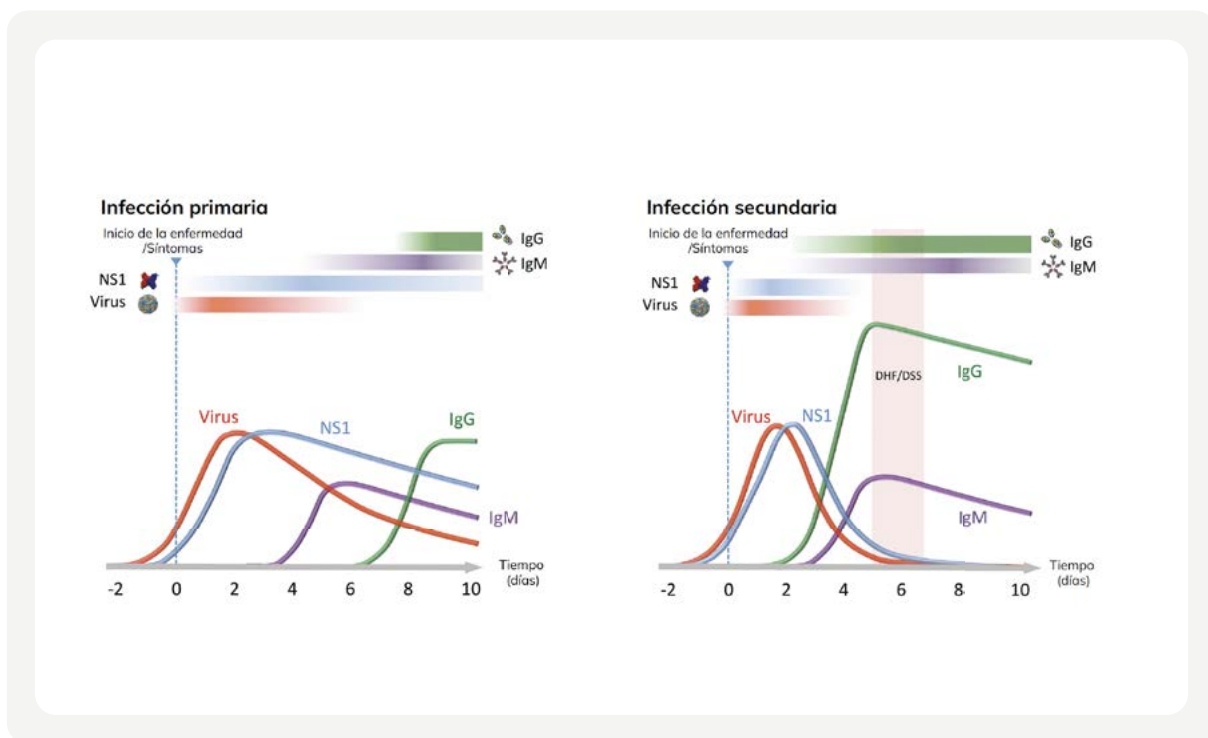 Infección primaria
Inicio de la enfermedad
/Síntomas
IgG
IgM
NS1
Virus
Virus
NS1
IgG
IgM
Tiempo
(días)
-2 0 2 4 6 8 10
Infección secundaria
Inicio de la enfermedad
/Síntomas
IgG
IgM
NS1
Virus
DHF/DSS
IgG
Virus
NS1
IgM
Tiempo
(días)
-2 0 2 4 6 8 10